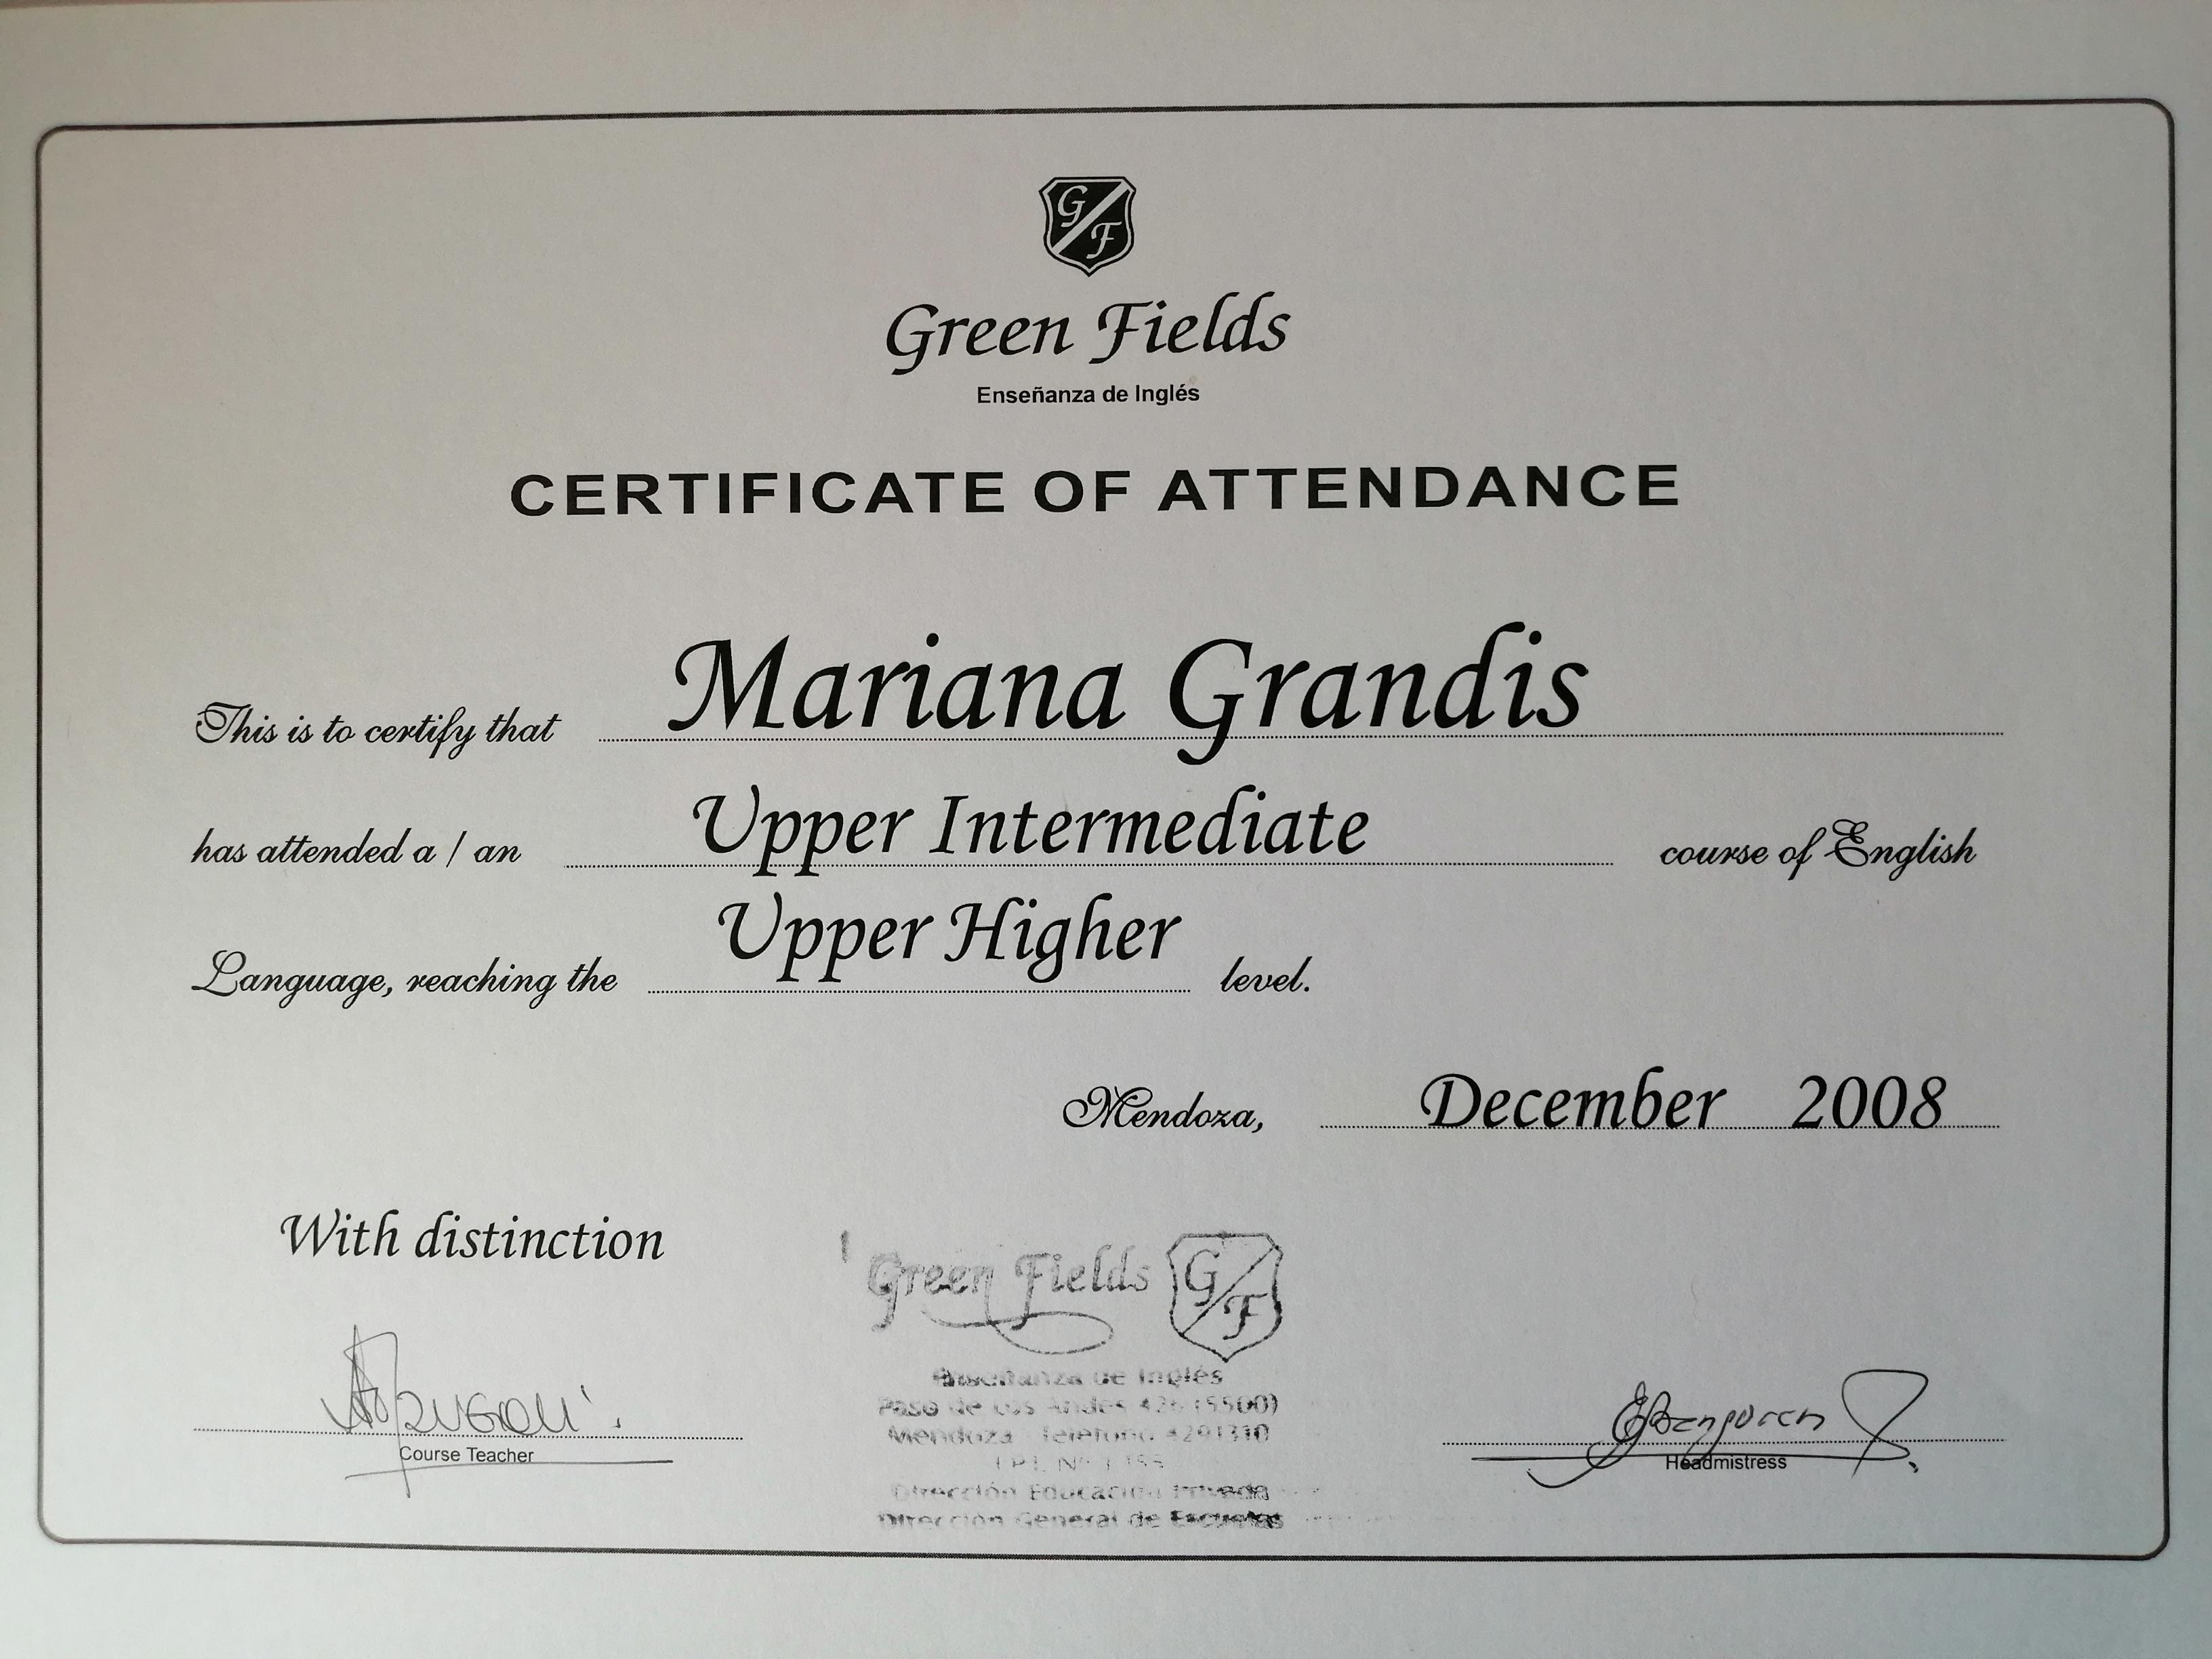 G F
Green Fields
Enseñanza de Inglés
CERTIFICATE OF ATTENDANCE
This is to certify that Mariana Grandis
has attended a / an Upper Intermediate course of English
Language, reaching the Upper Higher level.
Mendoza, December 2008
With distinction
Green Fields G F
Enseñanza de Inglés
Paso de Los Andes 426 (5500)
Mendoza Teléfono 4291310
Dirección Educación Privada
Dirección General de Escuelas
Course Teacher
Headmistress